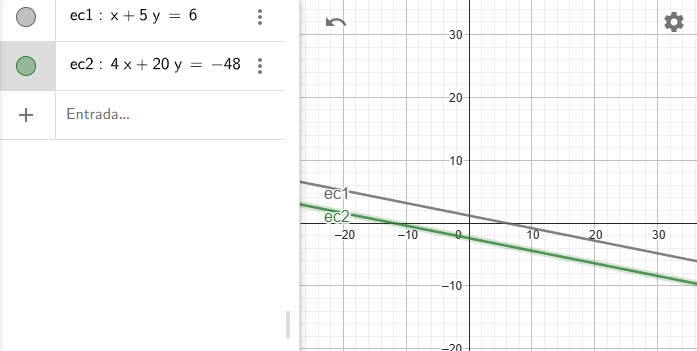 ec1 : x + 5 y = 6
ec2 : 4 x + 20 y = −48
Entrada...
30
20
10
ec1
ec2
−20 −10 0 10 20 30
−10
−20